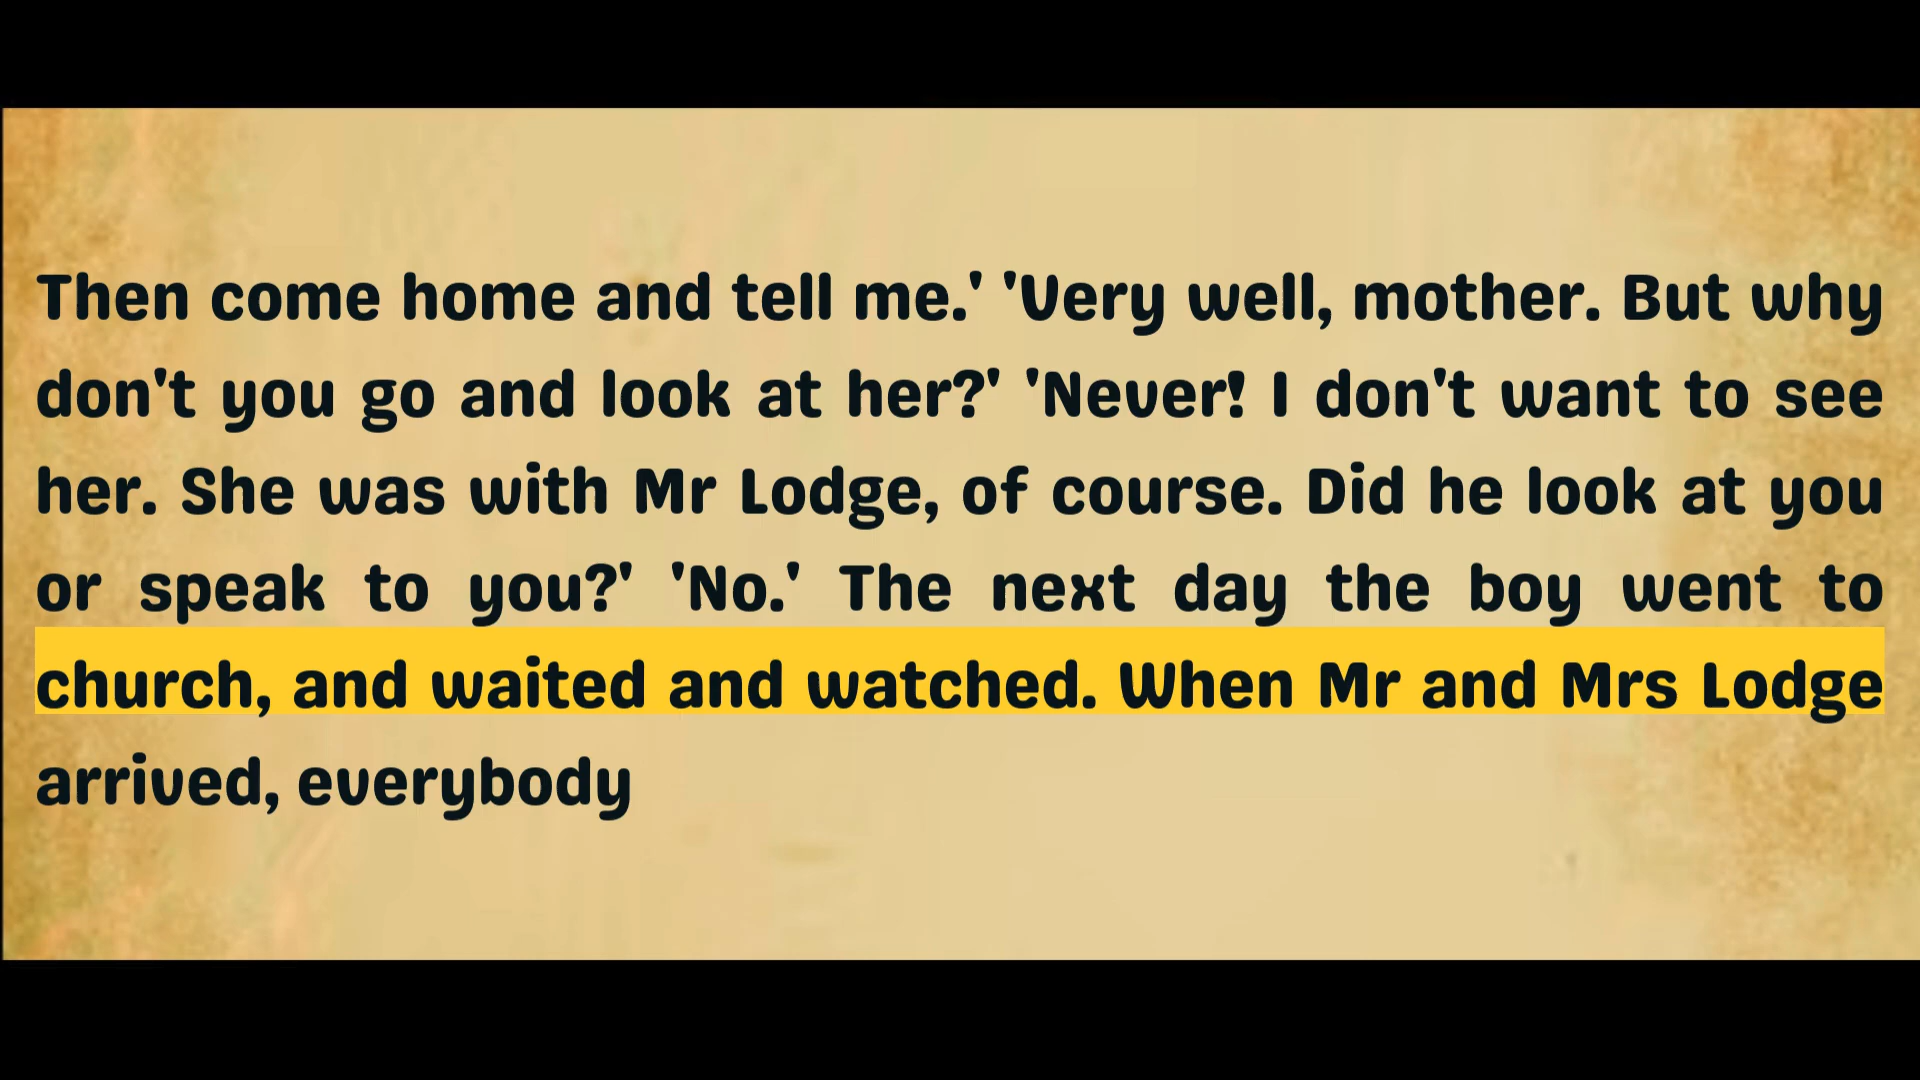 Then come home and tell me.' 'Very well, mother. But why
don't you go and look at her?' 'Never! I don't want to see
her. She was with Mr Lodge, of course. Did he look at you
or speak to you?' 'No.' The next day the boy went to
church, and waited and watched. When Mr and Mrs Lodge
arrived, everybody